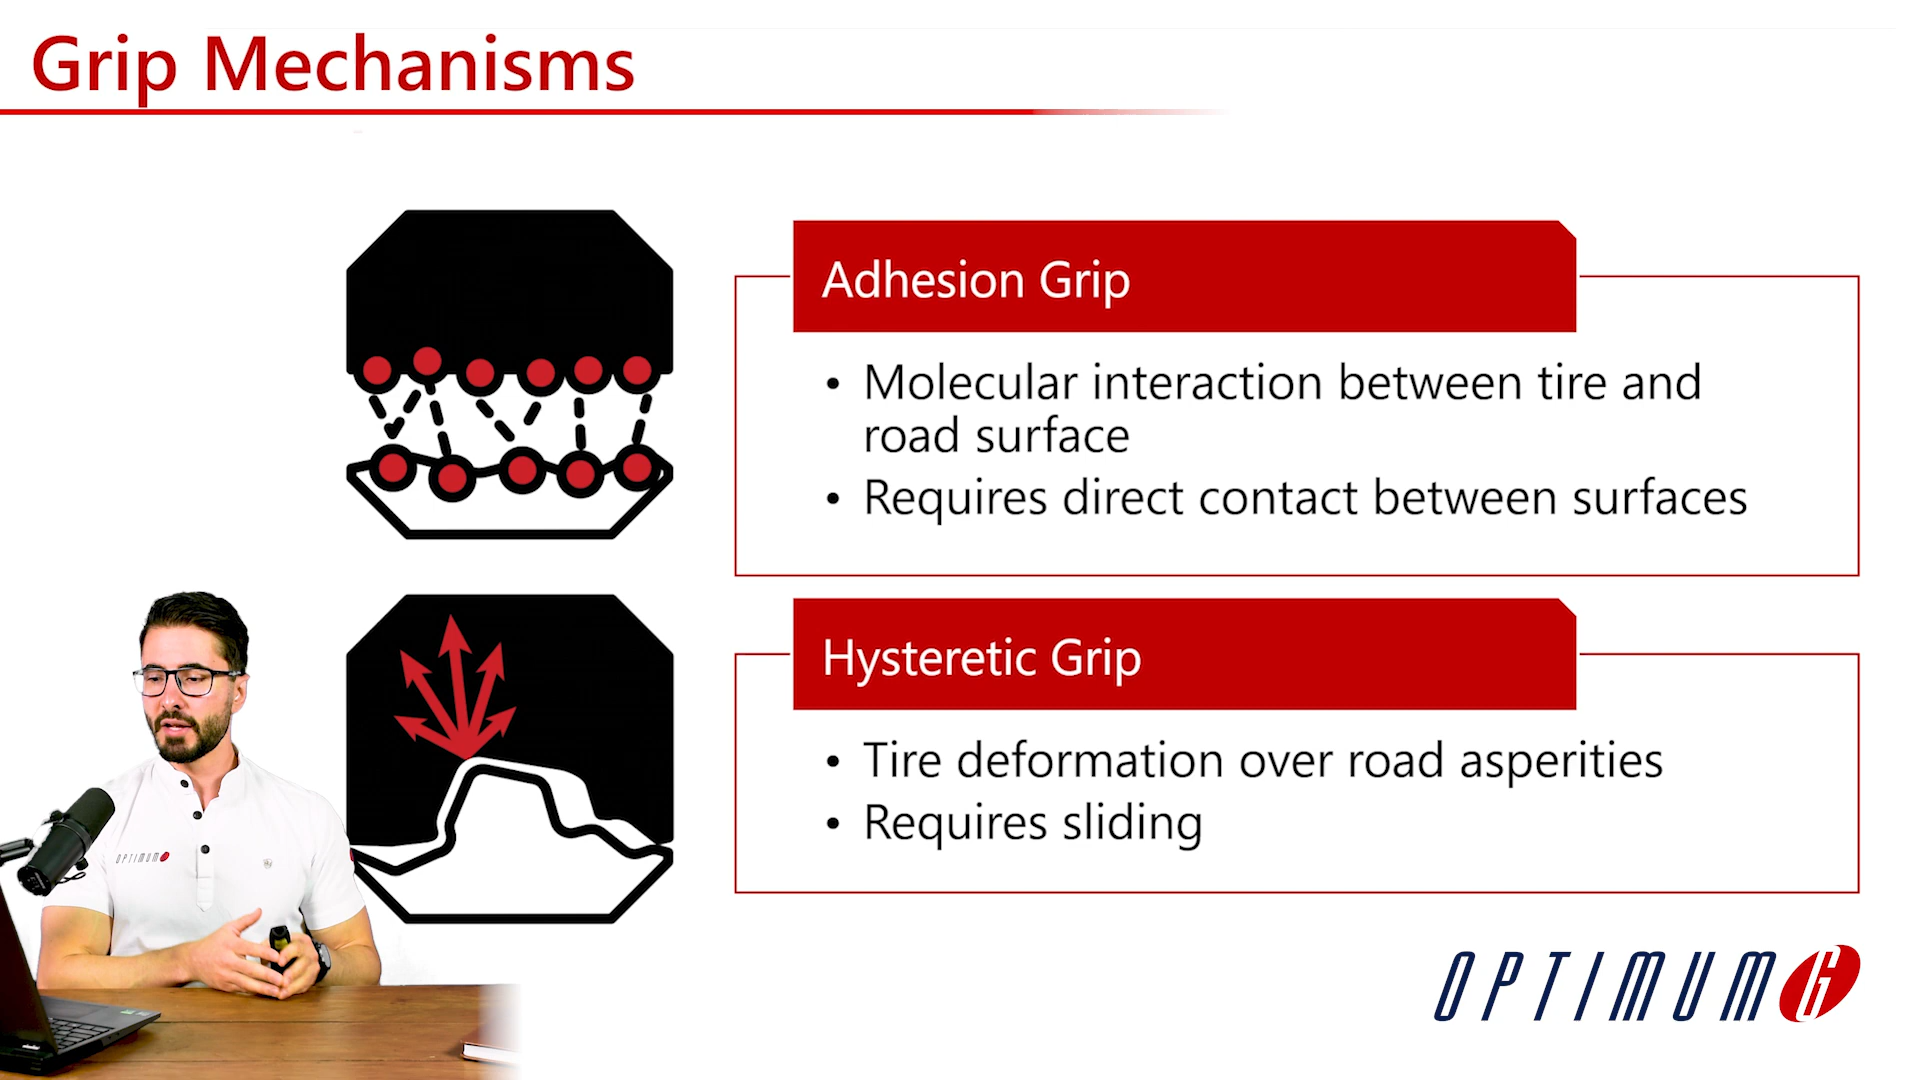 Grip Mechanisms
Adhesion Grip
• Molecular interaction between tire and
road surface
• Requires direct contact between surfaces
Hysteretic Grip
• Tire deformation over road asperities
• Requires sliding
OPTIMUM
OPTIMUMG